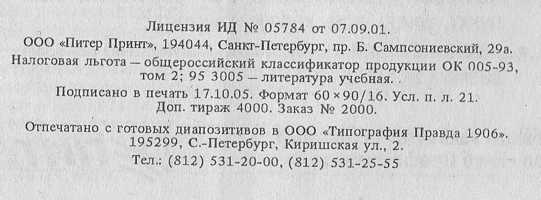 Лицензия ИД № 05784 от 07.09.01.
ООО «Питер Принт», 194044, Санкт-Петербург, пр. Б. Сампсониевский, 29а.
Налоговая льгота — общероссийский классификатор продукции ОК 005-93,
том 2; 95 3005 — литература учебная.
Подписано в печать 17.10.05. Формат 60×90/16. Усл. п. л. 21.
Доп. тираж 4000. Заказ № 2000.
Отпечатано с готовых диапозитивов в ООО «Типография Правда 1906».
195299, С.-Петербург, Киришская ул., 2.
Тел.: (812) 531-20-00, (812) 531-25-55